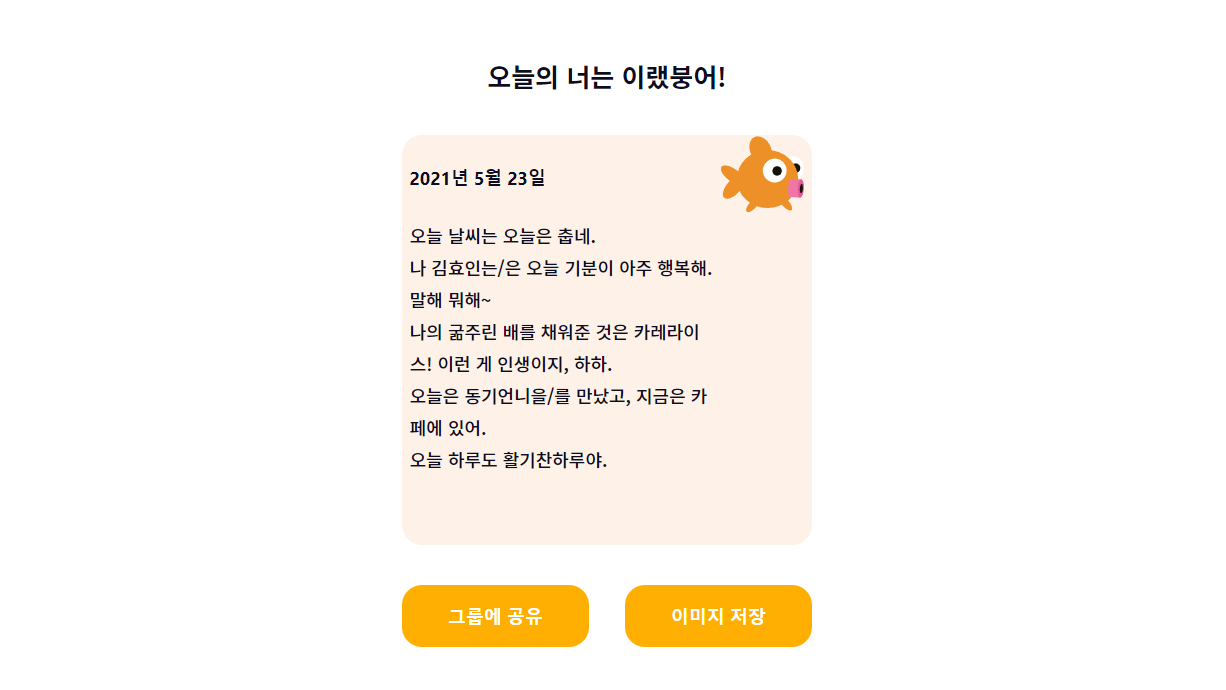 오늘의 너는 이랬붕어!
2021년 5월 23일
오늘 날씨는 오늘은 춥네.
나 김효인는/은 오늘 기분이 아주 행복해.
말해 뭐해~
나의 굶주린 배를 채워준 것은 카레라이
스! 이런 게 인생이지, 하하.
오늘은 동기언니을/를 만났고, 지금은 카
페에 있어.
오늘 하루도 활기찬하루야.
그룹에 공유
이미지 저장